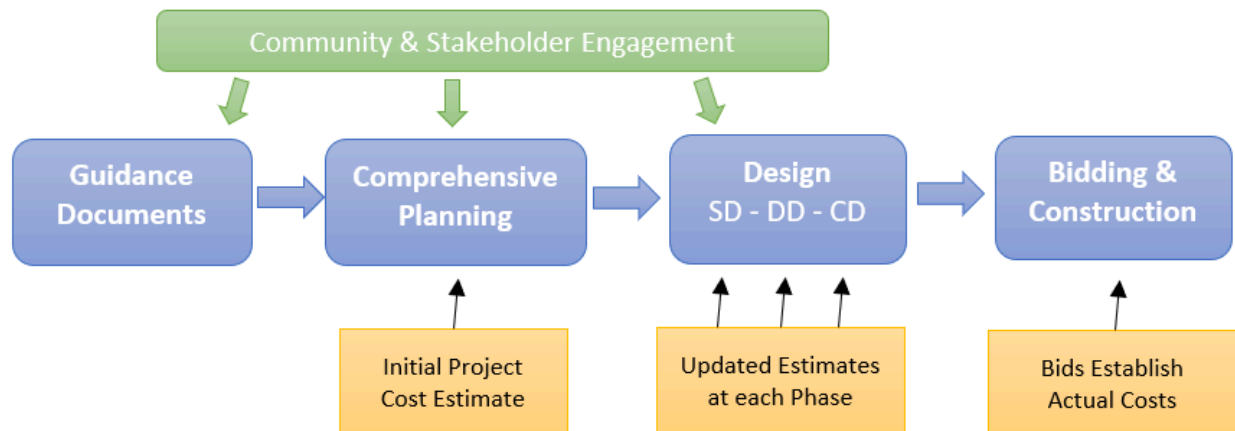 Community & Stakeholder Engagement
Guidance
Documents
Comprehensive
Planning
Design
SD - DD - CD
Bidding &
Construction
Initial Project
Cost Estimate
Updated Estimates
at each Phase
Bids Establish
Actual Costs